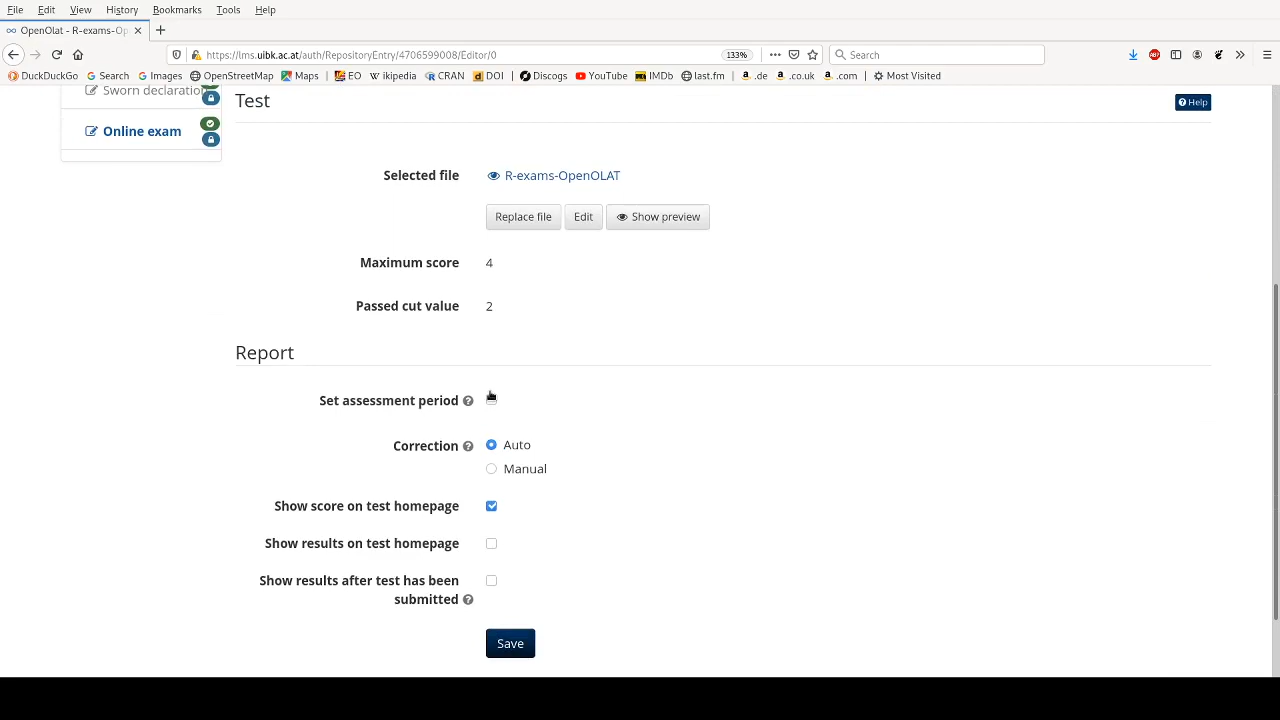 File Edit View History Bookmarks Tools Help
OpenOlat - R-exams-Op
https://lms.uibk.ac.at/auth/RepositoryEntry/4706599008/Editor/0 133% Search
DuckDuckGo Search Images OpenStreetMap Maps EO Wikipedia CRAN DOI Discogs YouTube IMDb last.fm .de .co.uk .com Most Visited
Sworn declaration
Online exam
Test
Help
Selected file R-exams-OpenOLAT
Replace file Edit Show preview
Maximum score 4
Passed cut value 2
Report
Set assessment period
Correction Auto
Manual
Show score on test homepage
Show results on test homepage
Show results after test has been
submitted
Save